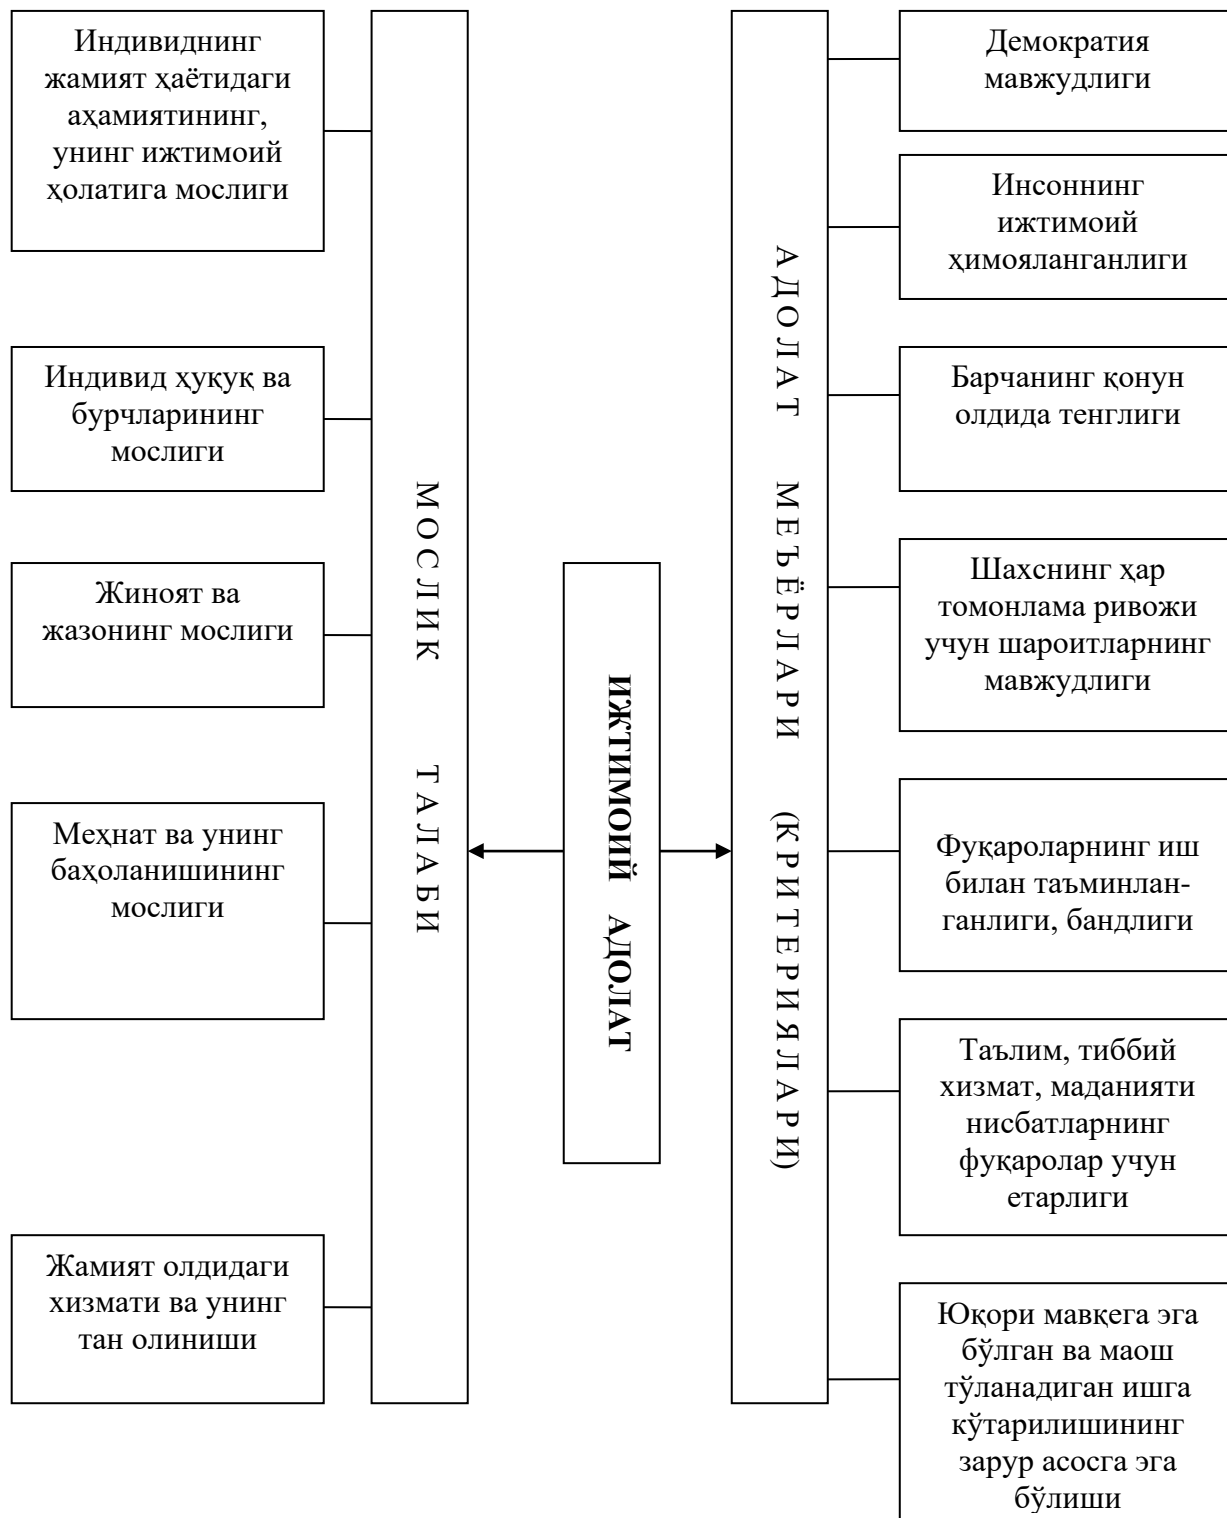 Индивиднинг
жамият ҳаётидаги
аҳамиятининг,
унинг ижтимоий
ҳолатига мослиги
Индивид ҳуқуқ ва
бурчларининг
мослиги
Жиноят ва
жазонинг мослиги
Меҳнат ва унинг
баҳоланишининг
мослиги
Жамият олдидаги
хизмати ва унинг
тан олиниши
МОСЛИК ТАЛАБИ
ИЖТИМОИЙ АДОЛАТ
АДОЛАТ МЕЪЁРЛАРИ (КРИТЕРИЯЛАРИ)
Демократия
мавжудлиги
Инсоннинг
ижтимоий
ҳимояланганлиги
Барчанинг қонун
олдида тенглиги
Шахснинг ҳар
томонлама ривожи
учун шароитларнинг
мавжудлиги
Фуқароларнинг иш
билан таъминлан-
ганлиги, бандлиги
Таълим, тиббий
хизмат, маданияти
нисбатларнинг
фуқаролар учун
етарлиги
Юқори мавқега эга
бўлган ва маош
тўланадиган ишга
кўтарилишининг
зарур асосга эга
бўлиши